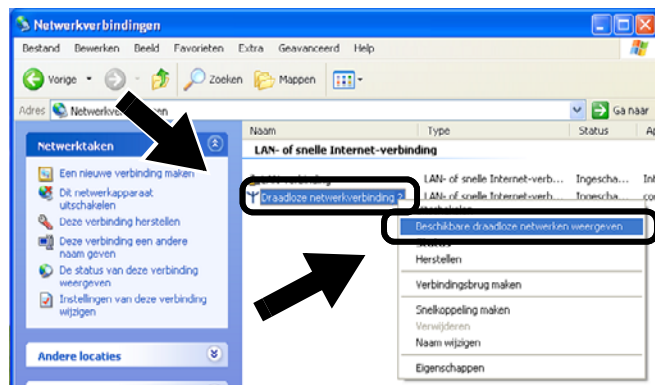 Netwerkverbindingen
Bestand Bewerken Beeld Favorieten Extra Geavanceerd Help
Vorige Zoeken Mappen
Adres Ga naar
Naam Type Status
Netwerktaken
LAN- of snelle Internet-verbinding
Een nieuwe verbinding maken
LAN- of snelle Internet-verb... Ingescha...
Dit netwerkapparaat
uitschakelen
Draadloze netwerkverbinding 2 LAN- of snelle Internet-verb... Ingescha...
Beschikbare draadloze netwerken weergeven
Deze verbinding herstellen
Status
Deze verbinding een andere
naam geven
Herstellen
De status van deze verbinding
weergeven
Verbindingsbrug maken
Instellingen van deze verbinding
wijzigen
Snelkoppeling maken
Verwijderen
Naam wijzigen
Andere locaties
Eigenschappen